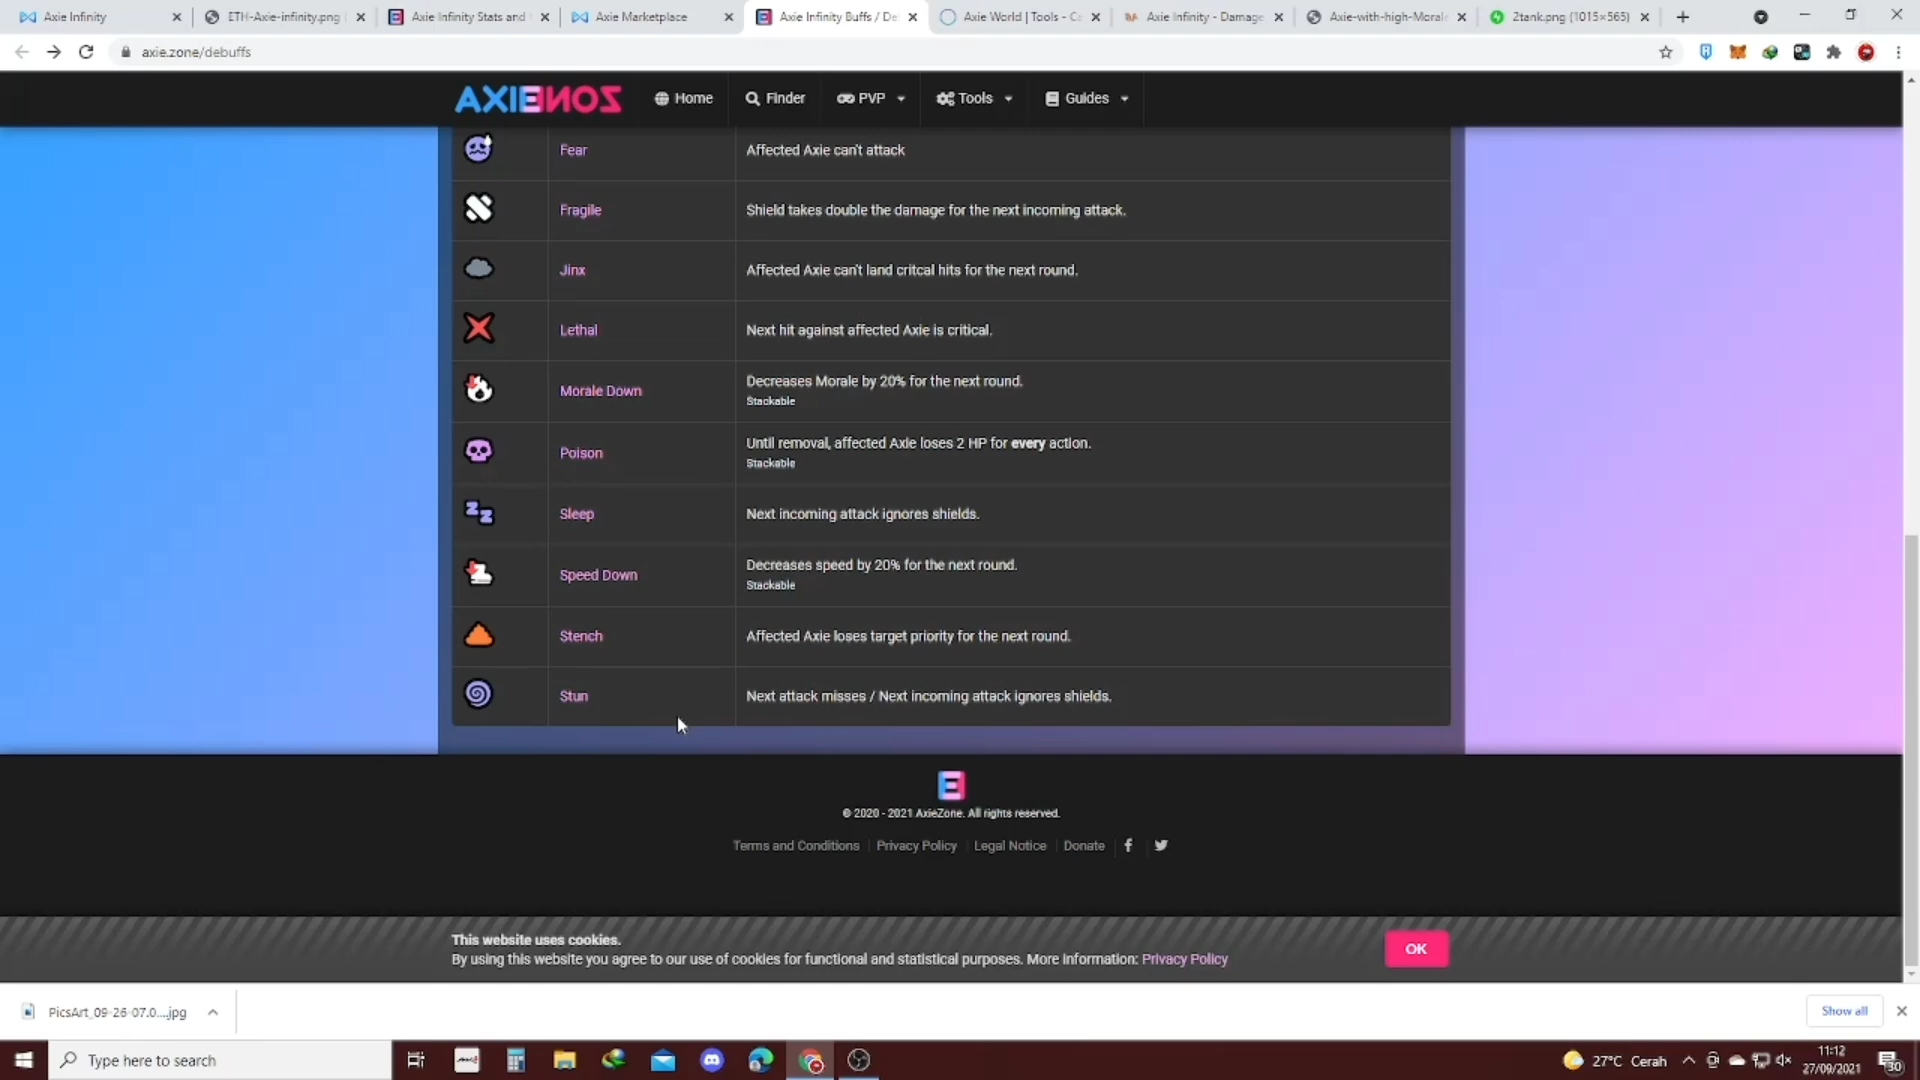 Axie Infinity
ETH-Axie-infinity.png
Axie Infinity Stats and
Axie Marketplace
Axie Infinity Buffs / De
Axie World | Tools - C
Axie Infinity - Damage
Axie-with-high-Morale
2tank.png (1015×565)
axie.zone/debuffs
AXIE ZONE
Home
Finder
PVP
Tools
Guides
Fear
Affected Axie can't attack
Fragile
Shield takes double the damage for the next incoming attack.
Jinx
Affected Axie can't land critcal hits for the next round.
Lethal
Next hit against affected Axie is critical.
Morale Down
Decreases Morale by 20% for the next round.
Stackable
Poison
Until removal, affected Axie loses 2 HP for every action.
Stackable
Sleep
Next incoming attack ignores shields.
Speed Down
Decreases speed by 20% for the next round.
Stackable
Stench
Affected Axie loses target priority for the next round.
Stun
Next attack misses / Next incoming attack ignores shields.
© 2020 - 2021 AxieZone. All rights reserved.
Terms and Conditions
Privacy Policy
Legal Notice
Donate
This website uses cookies.
By using this website you agree to our use of cookies for functional and statistical purposes. More Information: Privacy Policy
OK
PicsArt_09-26-07.0....jpg
Show all
Type here to search
27°C Cerah
11:12
27/09/2021
30